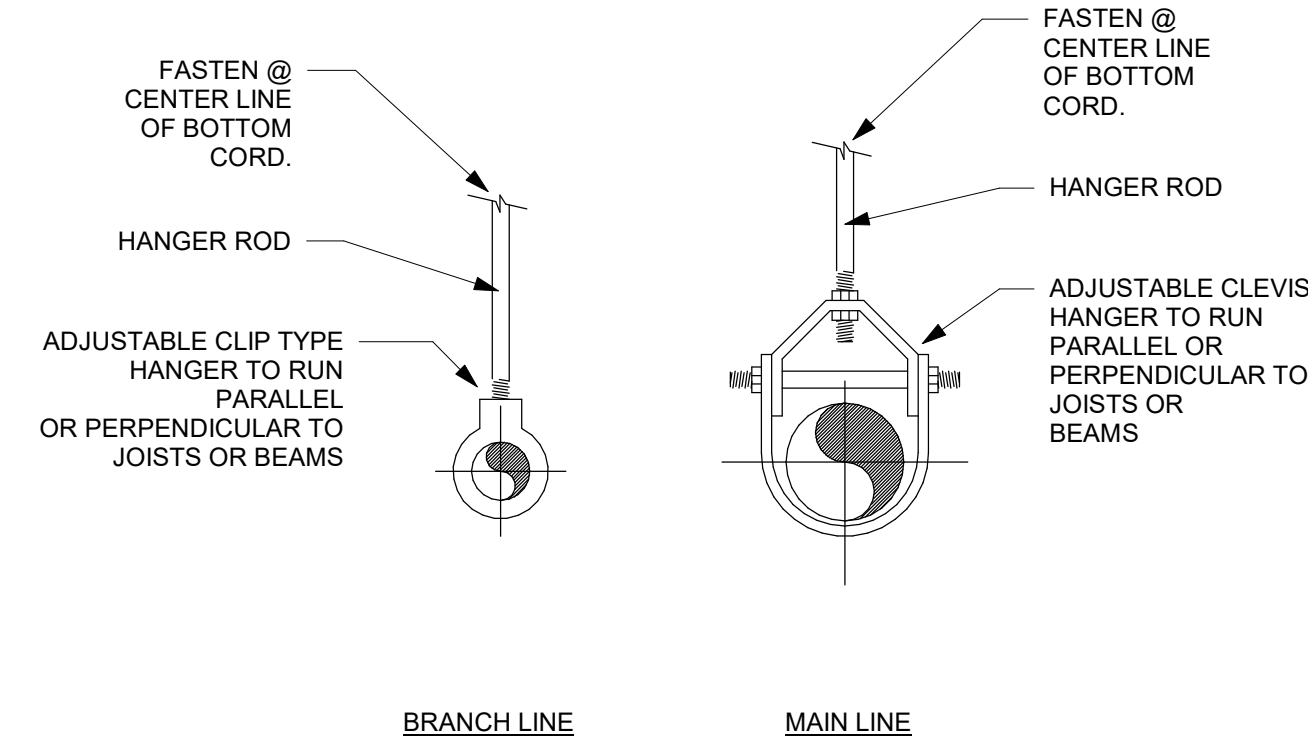 FASTEN @
CENTER LINE
OF BOTTOM
CORD.
HANGER ROD
ADJUSTABLE CLIP TYPE
HANGER TO RUN
PARALLEL
OR PERPENDICULAR TO
JOISTS OR BEAMS
FASTEN @
CENTER LINE
OF BOTTOM
CORD.
HANGER ROD
ADJUSTABLE CLEVIS
HANGER TO RUN
PARALLEL OR
PERPENDICULAR TO
JOISTS OR
BEAMS
BRANCH LINE
MAIN LINE